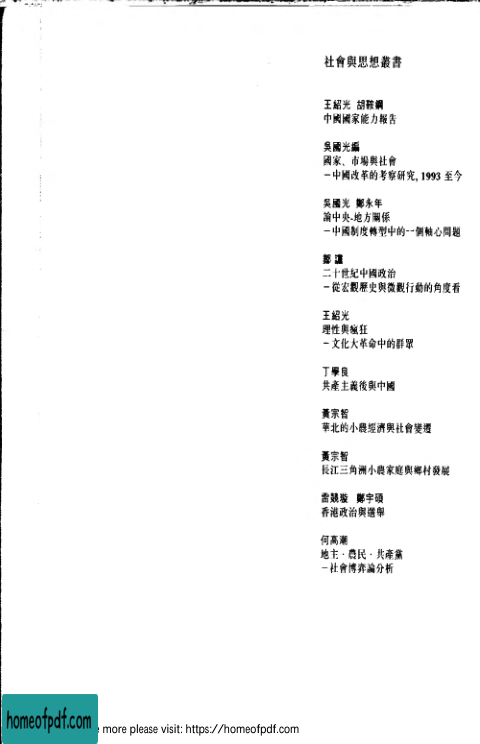 社會與思想叢書
王紹光 胡鞍鋼
中國國家能力報告
吳國光編
國家、市場與社會
－中國改革的考察研究, 1993 至今
吳國光 鄭永年
論中央-地方關係
－中國制度轉型中的一個軸心問題
鄒 讜
二十世紀中國政治
－從宏觀歷史與微觀行動的角度看
王紹光
理性與瘋狂
－文化大革命中的群眾
丁學良
共產主義後與中國
黃宗智
華北的小農經濟與社會變遷
黃宗智
長江三角洲小農家庭與鄉村發展
雷競璇 鄭宇碩
香港政治與選舉
何高潮
地主‧農民‧共產黨
－社會博弈論分析
homeofpdf.com
e more please visit: https://homeofpdf.com